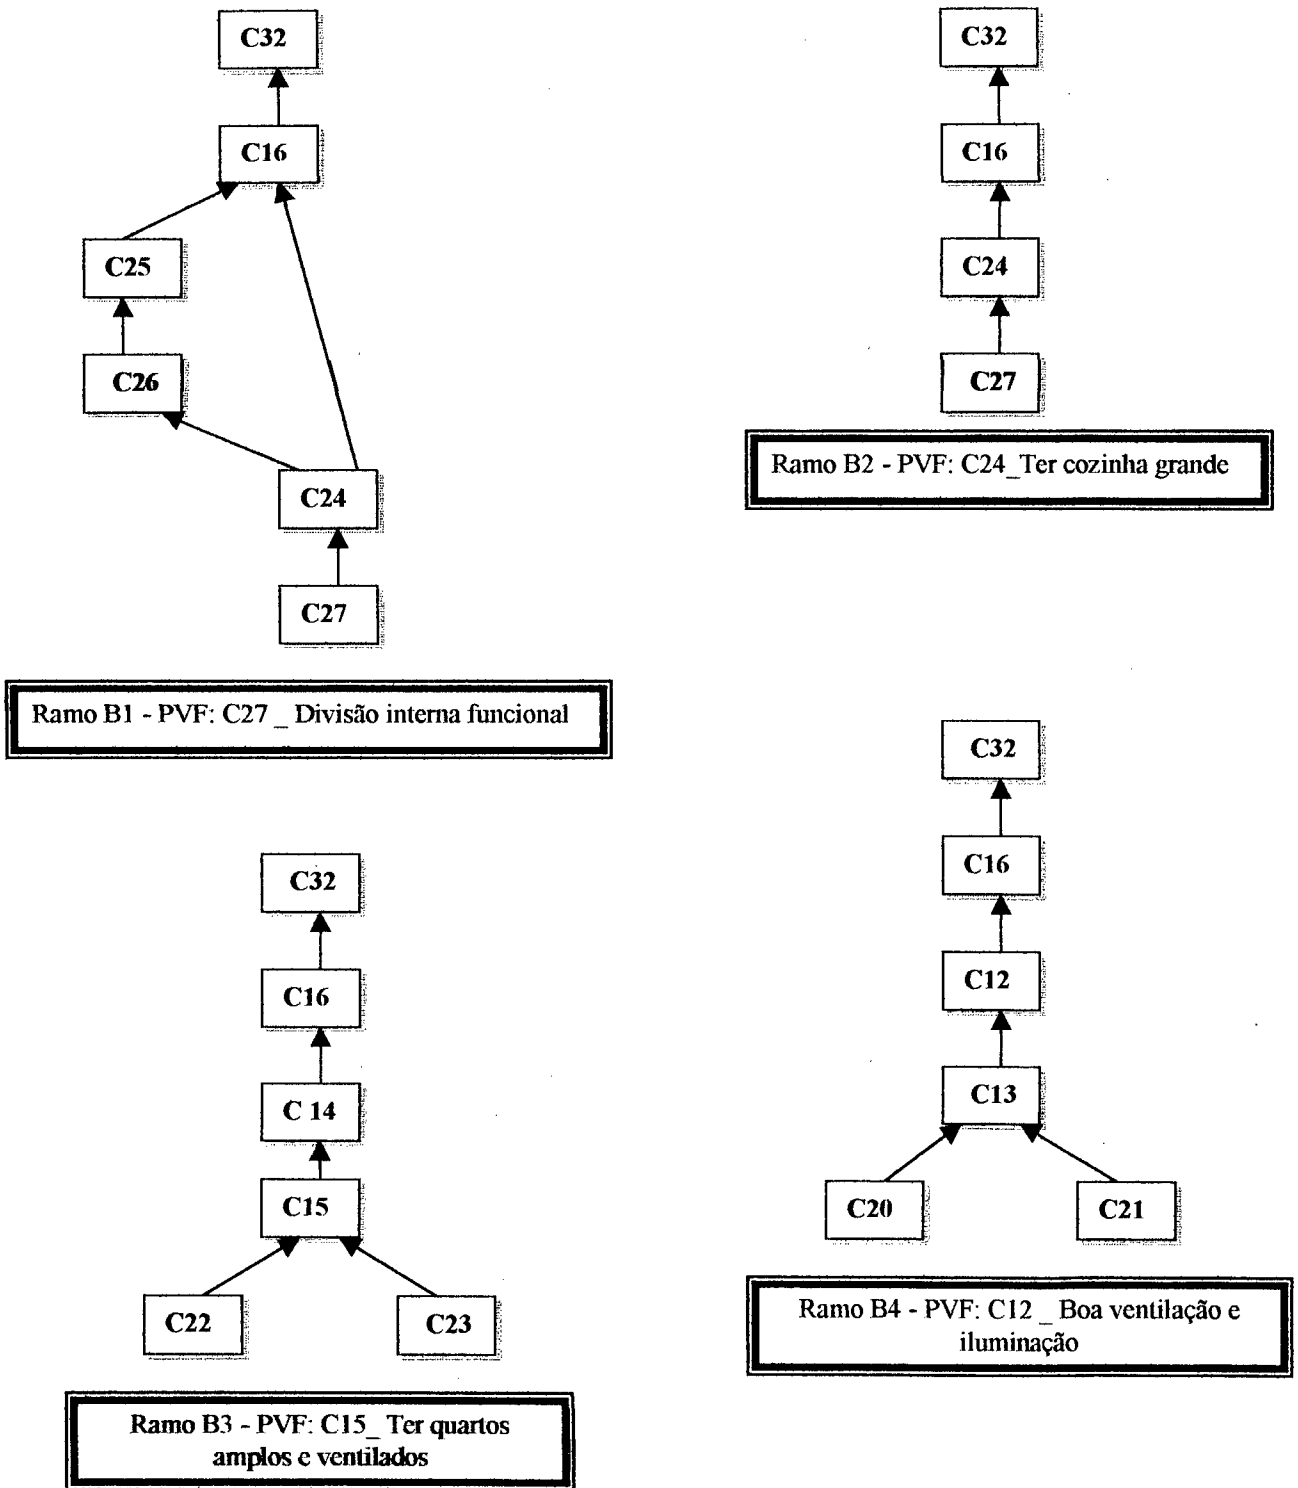 C32
C16
C25
C26
C24
C27
Ramo B1 - PVF: C27 _ Divisão interna funcional
C32
C16
C24
C27
Ramo B2 - PVF: C24_Ter cozinha grande
C32
C16
C 14
C15
C22
C23
Ramo B3 - PVF: C15_ Ter quartos
amplos e ventilados
C32
C16
C12
C13
C20
C21
Ramo B4 - PVF: C12 _ Boa ventilação e
iluminação